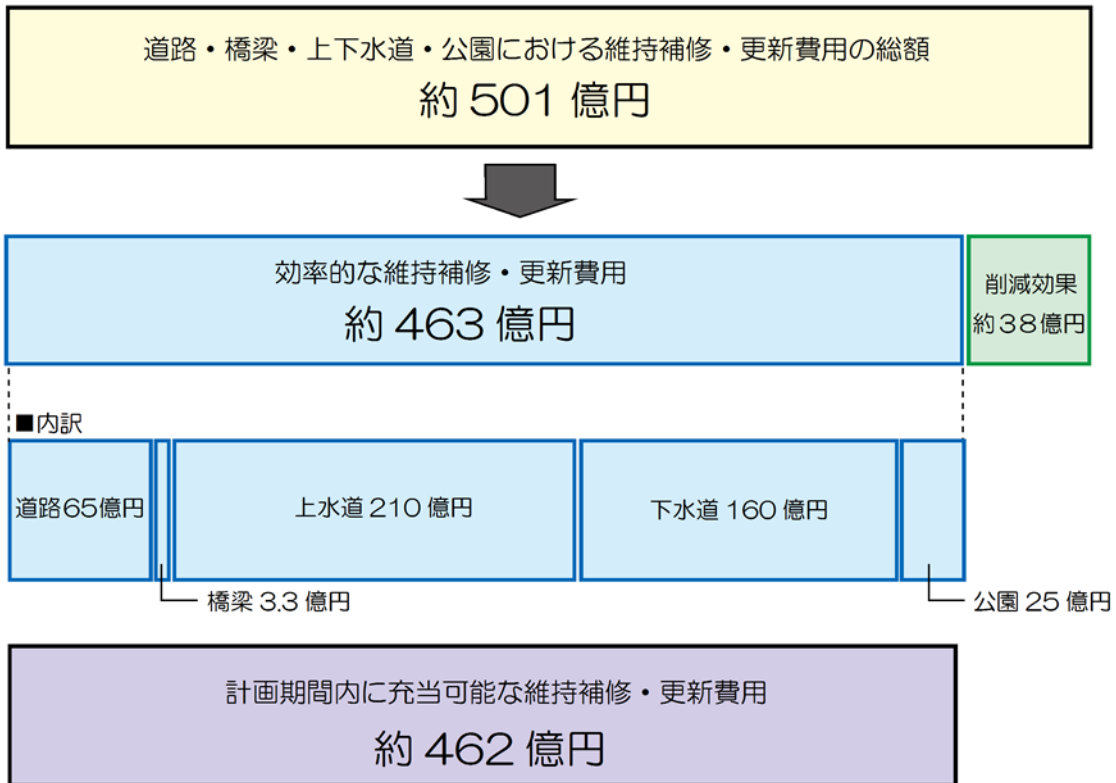 道路・橋梁・上下水道・公園における維持補修・更新費用の総額
約 501 億円
効率的な維持補修・更新費用
約 463 億円
削減効果
約38億円
■内訳
道路65億円
上水道 210 億円
下水道 160 億円
橋梁 3.3 億円
公園 25 億円
計画期間内に充当可能な維持補修・更新費用
約 462 億円